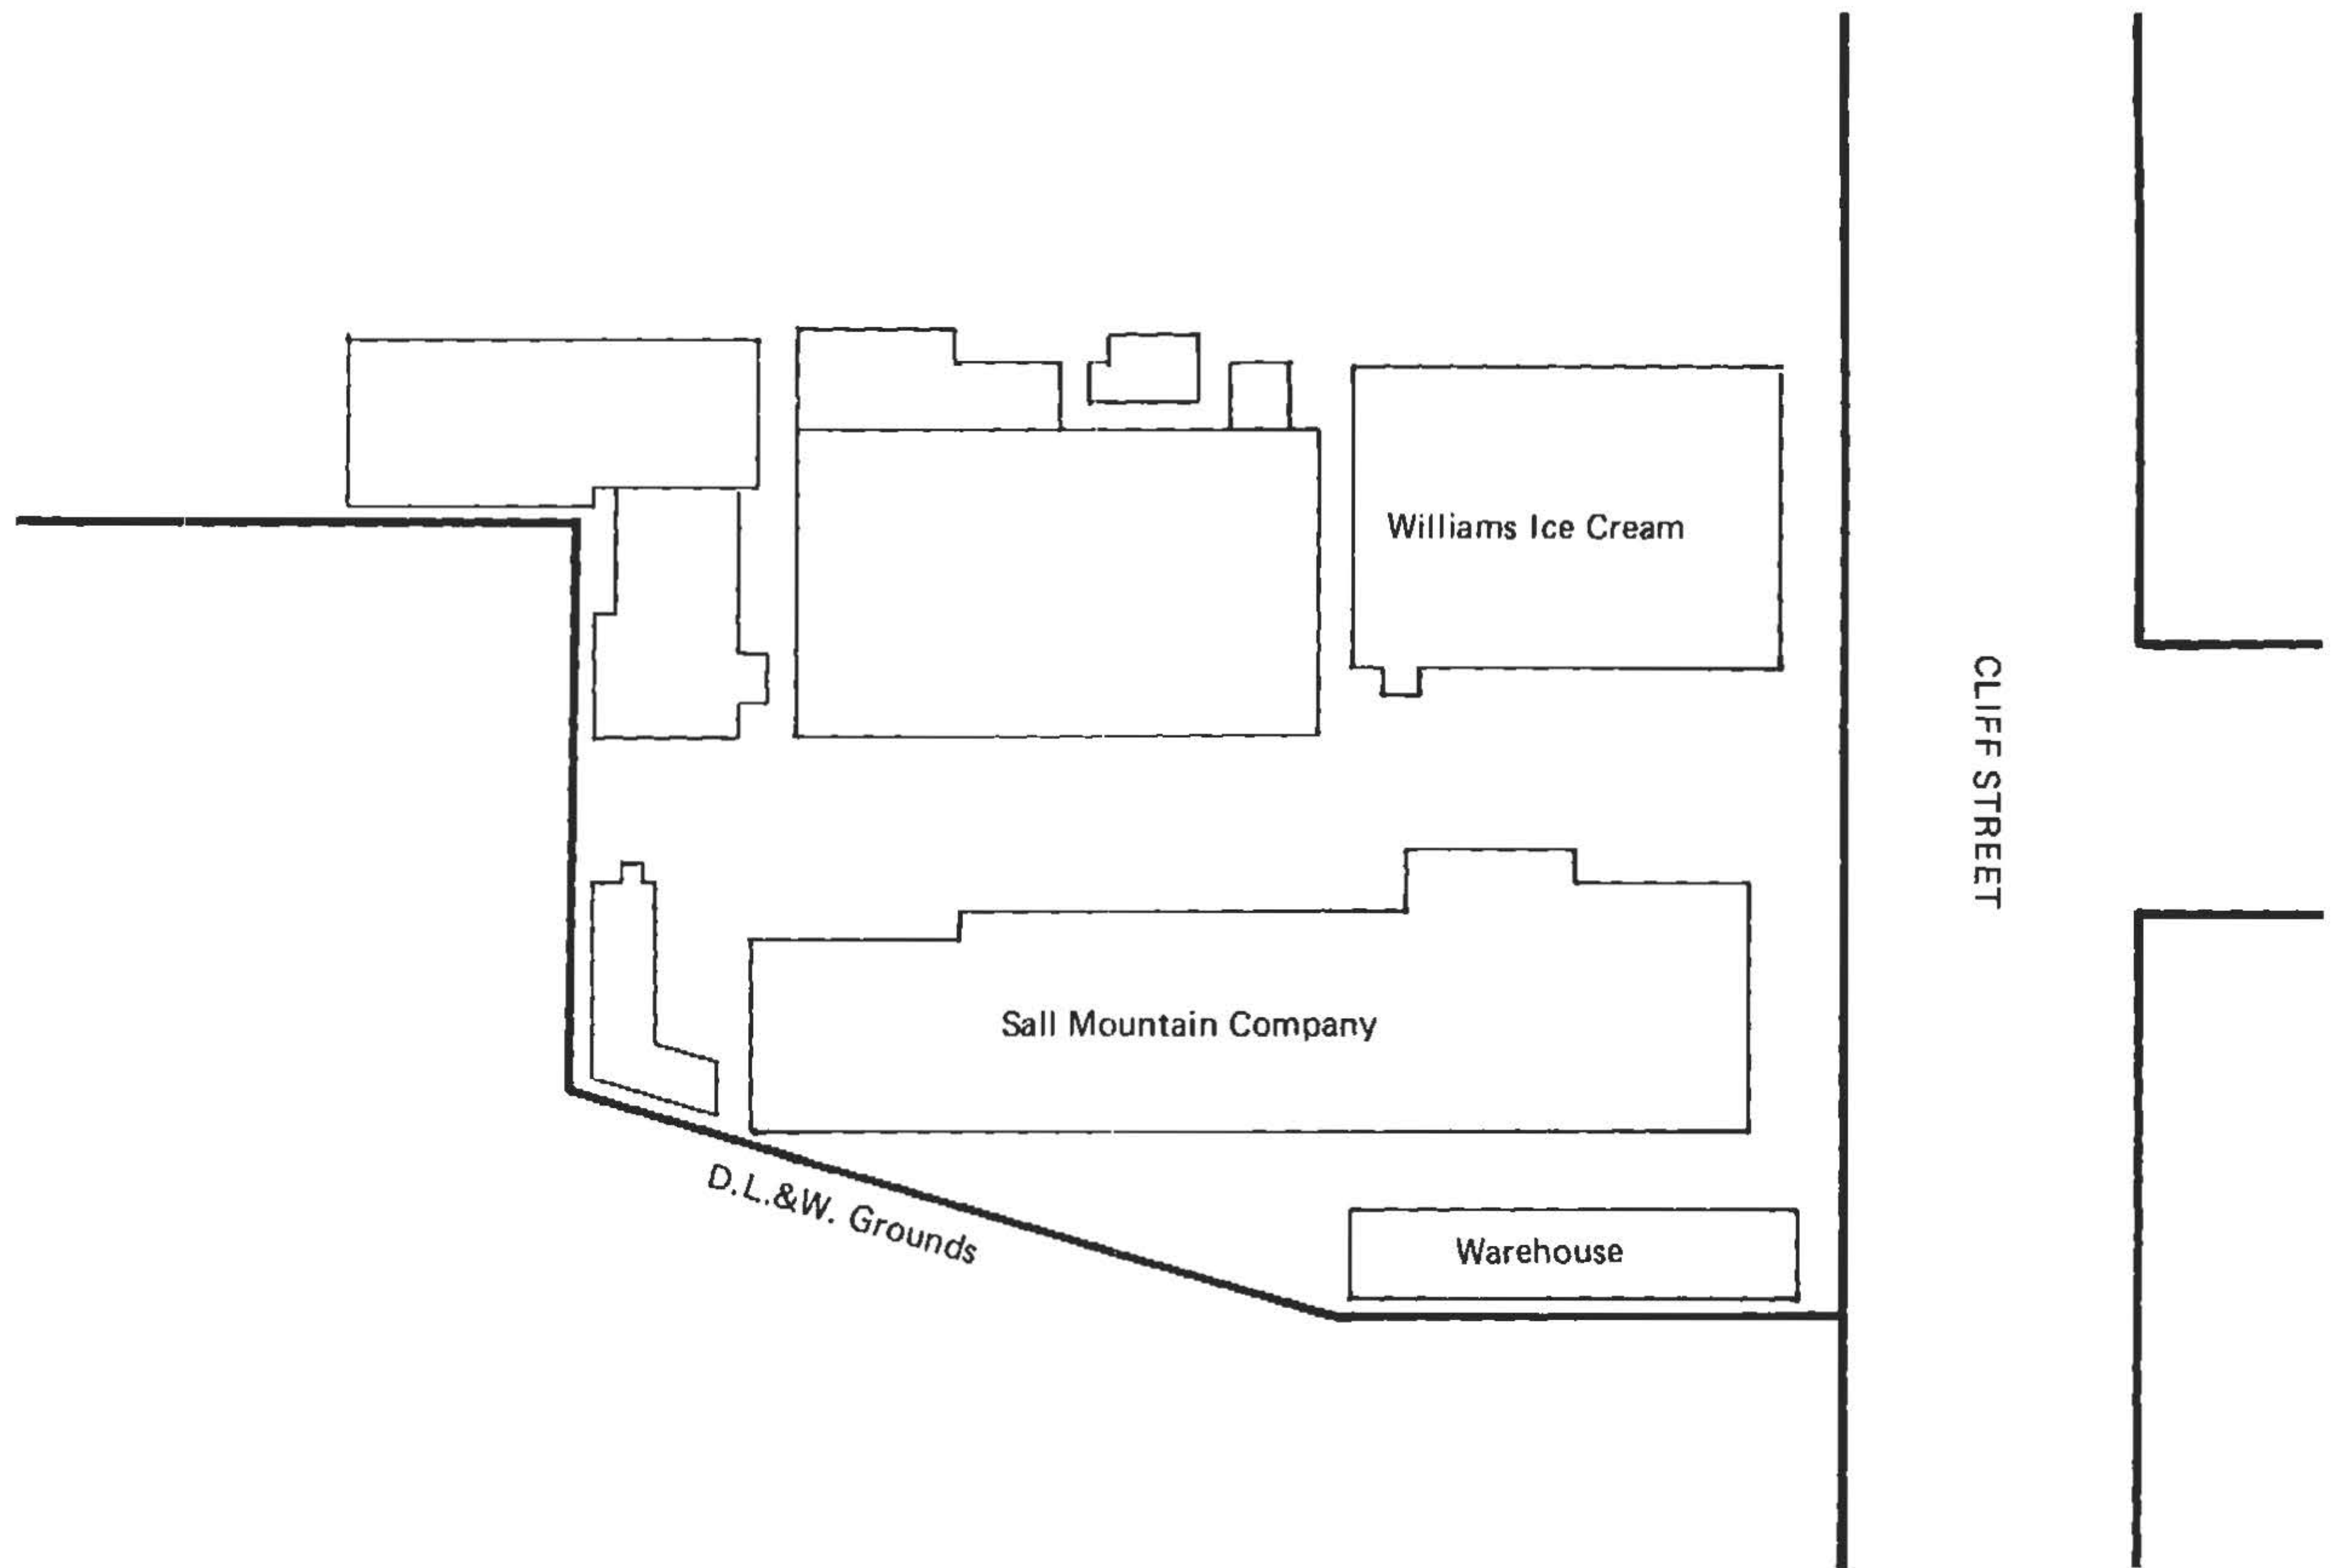 Williams Ice Cream
CLIFF STREET
Sall Mountain Company
D.L.&W. Grounds
Warehouse